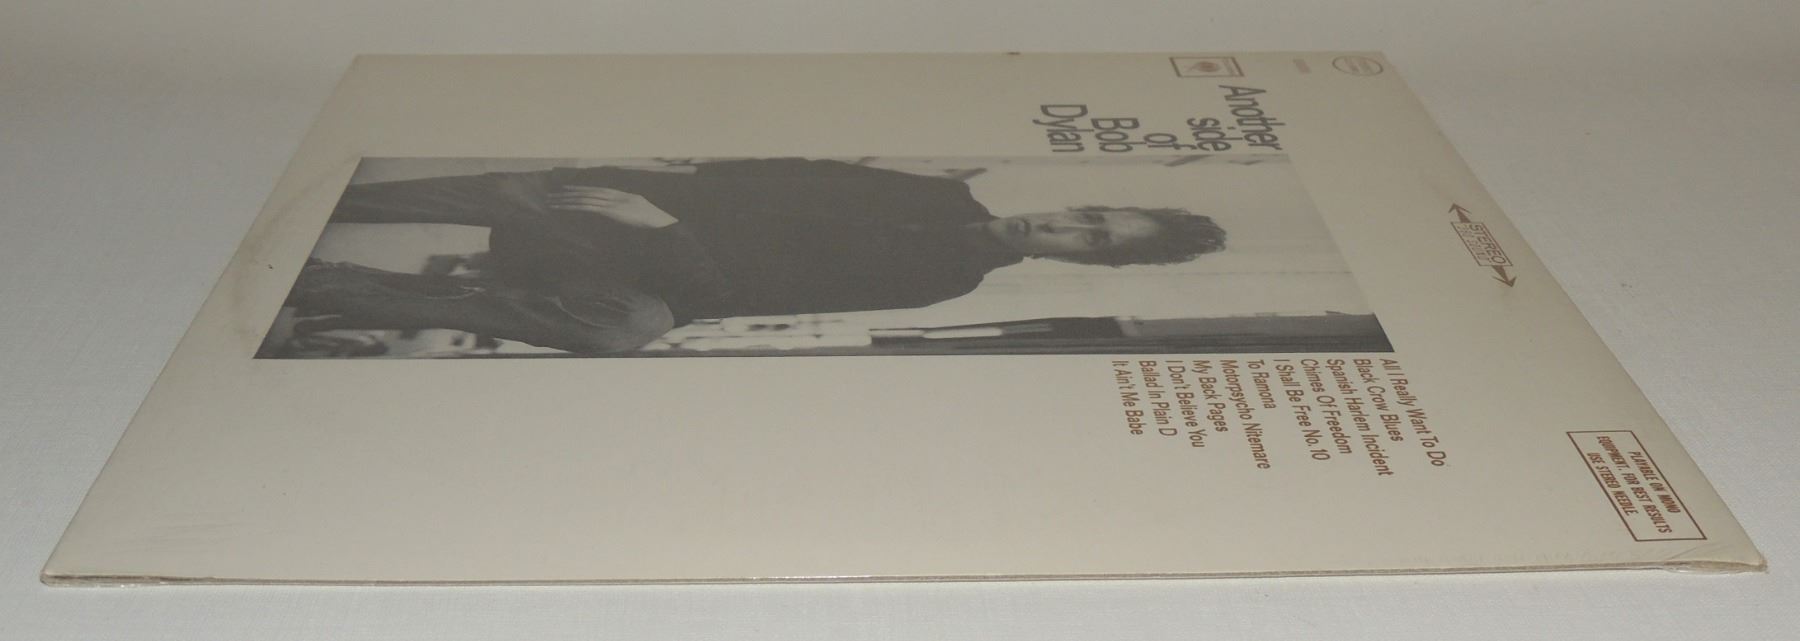 Another
side
of
Bob
Dylan
STEREO
All I Really Want To Do
Black Crow Blues
Spanish Harlem Incident
Chimes Of Freedom
I Shall Be Free No. 10
To Ramona
Motorpsycho Nitemare
My Back Pages
I Don't Believe You
Ballad In Plain D
It Ain't Me Babe
PLAYABLE ON MONO
EQUIPMENT. FOR BEST RESULTS
USE STEREO NEEDLE.